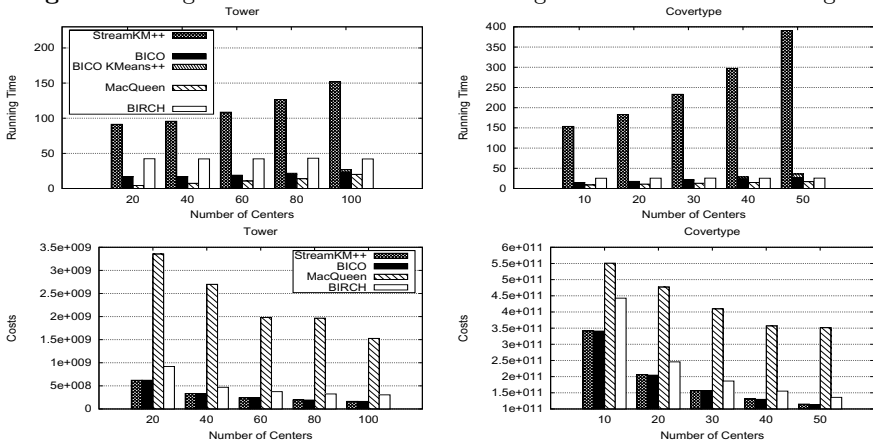 Tower
Running Time
200
150
100
50
0
StreamKM++
BICO
BICO KMeans++
MacQueen
BIRCH
20 40 60 80 100
Number of Centers
Covertype
Running Time
400
350
300
250
200
150
100
50
0
10 20 30 40 50
Number of Centers
Tower
Costs
3.5e+009
3e+009
2.5e+009
2e+009
1.5e+009
1e+009
5e+008
0
StreamKM++
BICO
MacQueen
BIRCH
20 40 60 80 100
Number of Centers
Covertype
Costs
6e+011
5.5e+011
5e+011
4.5e+011
4e+011
3.5e+011
3e+011
2.5e+011
2e+011
1.5e+011
1e+011
10 20 30 40 50
Number of Centers